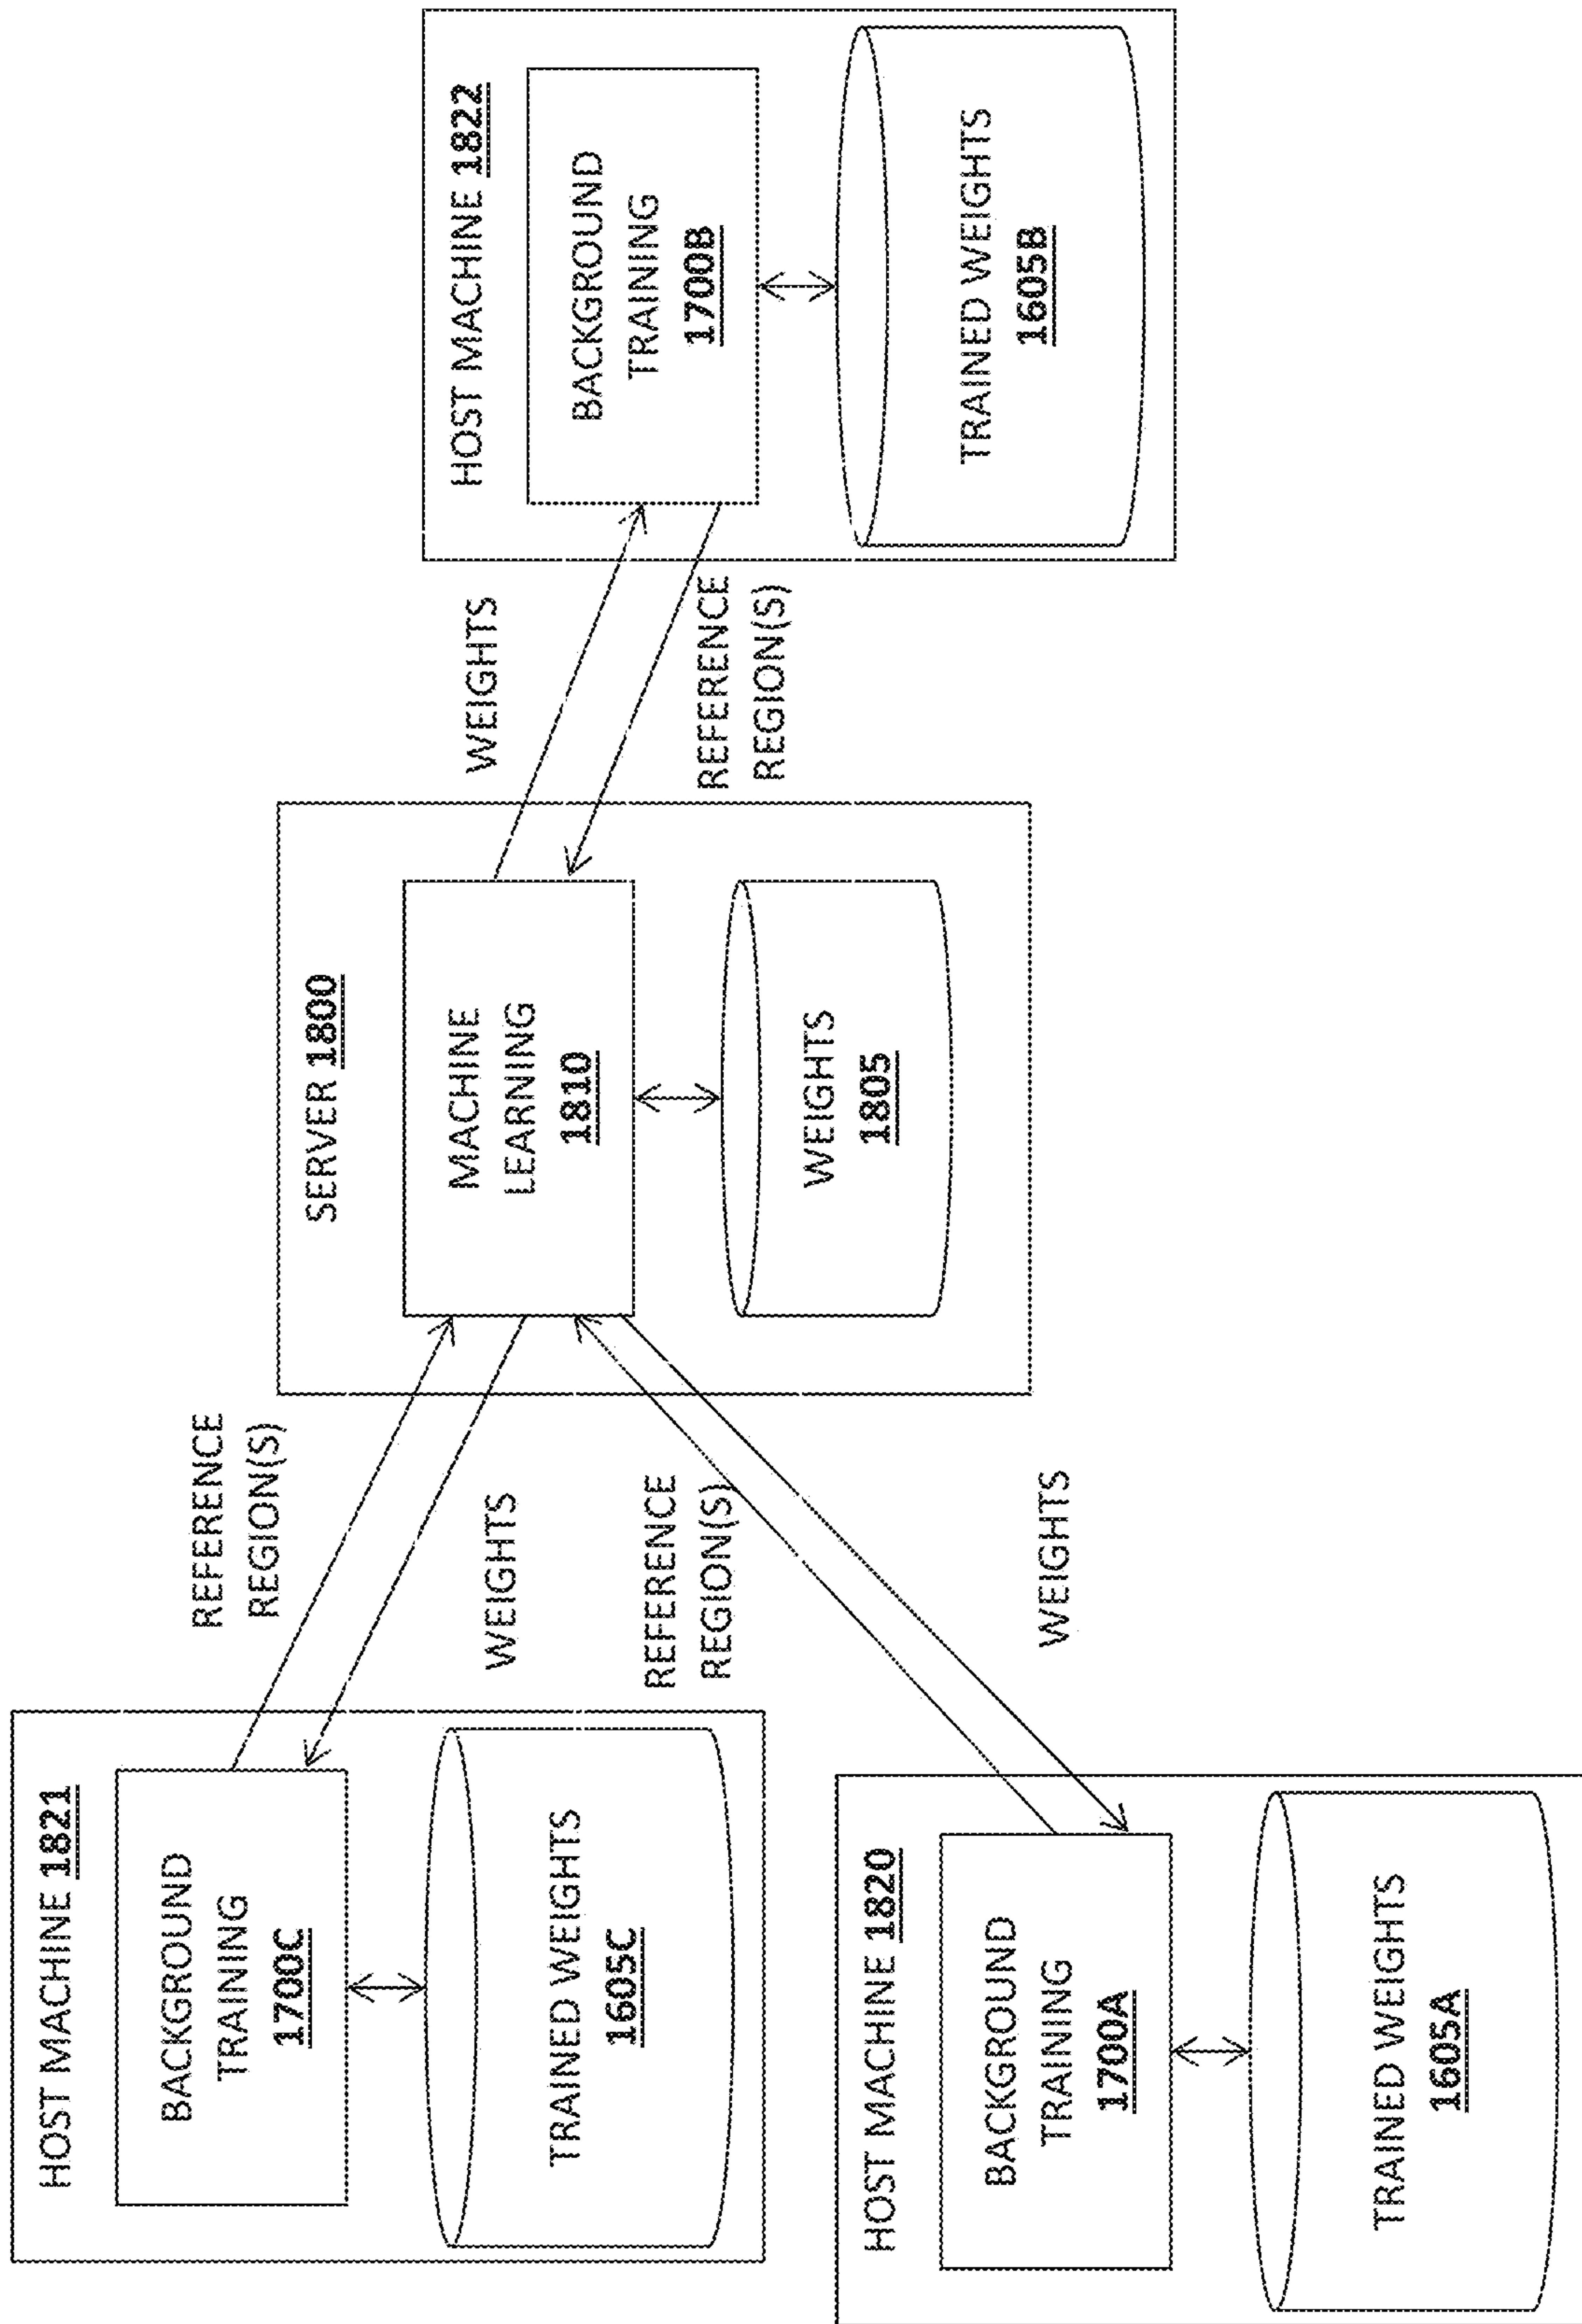 HOST MACHINE 1821
BACKGROUND
TRAINING
1700C
TRAINED WEIGHTS
1605C
REFERENCE
REGION(S)
WEIGHTS
SERVER 1800
MACHINE
LEARNING
1810
WEIGHTS
1805
WEIGHTS
REFERENCE
REGION(S)
HOST MACHINE 1822
BACKGROUND
TRAINING
1700B
TRAINED WEIGHTS
1605B
REFERENCE
REGION(S)
WEIGHTS
HOST MACHINE 1820
BACKGROUND
TRAINING
1700A
TRAINED WEIGHTS
1605A